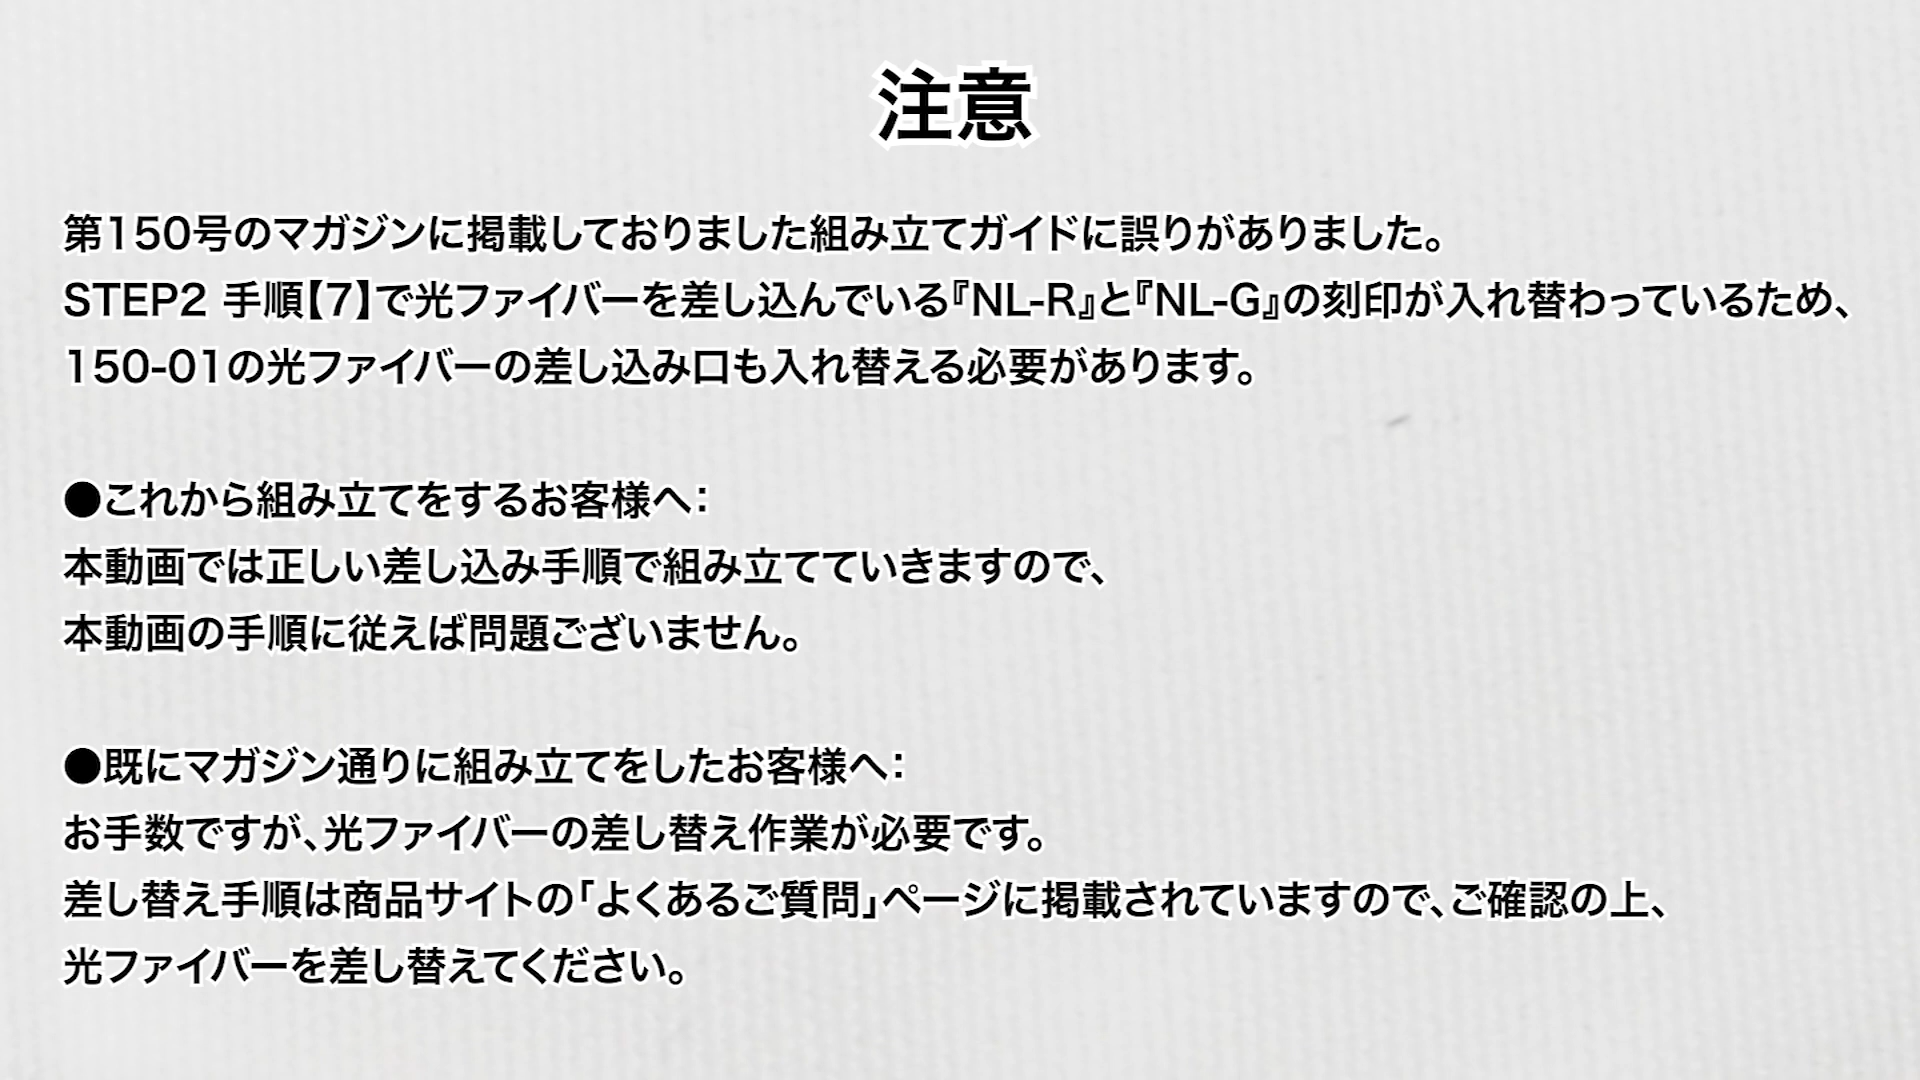 注意
第150号のマガジンに掲載しておりました組み立てガイドに誤りがありました。
STEP2 手順【7】で光ファイバーを差し込んでいる『NL-R』と『NL-G』の刻印が入れ替わっているため、
150-01の光ファイバーの差し込み口も入れ替える必要があります。
●これから組み立てをするお客様へ：
本動画では正しい差し込み手順で組み立てていきますので、
本動画の手順に従えば問題ございません。
●既にマガジン通りに組み立てをしたお客様へ：
お手数ですが、光ファイバーの差し替え作業が必要です。
差し替え手順は商品サイトの「よくあるご質問」ページに掲載されていますので、ご確認の上、
光ファイバーを差し替えてください。